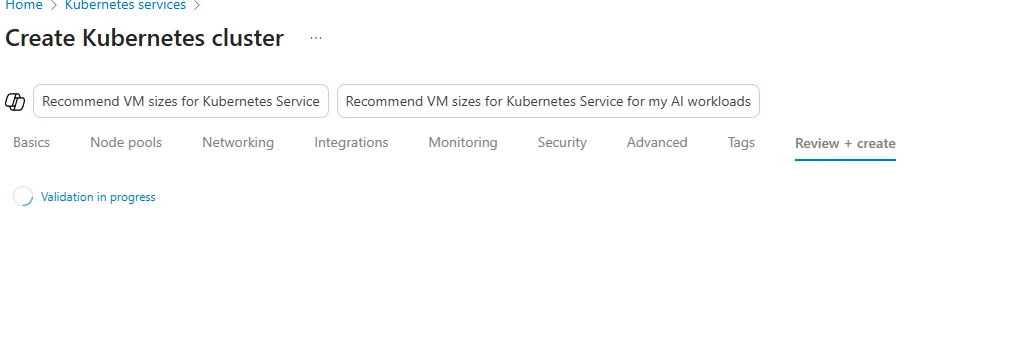 Home > Kubernetes services >
Create Kubernetes cluster ...
Recommend VM sizes for Kubernetes Service Recommend VM sizes for Kubernetes Service for my AI workloads
Basics Node pools Networking Integrations Monitoring Security Advanced Tags Review + create
Validation in progress